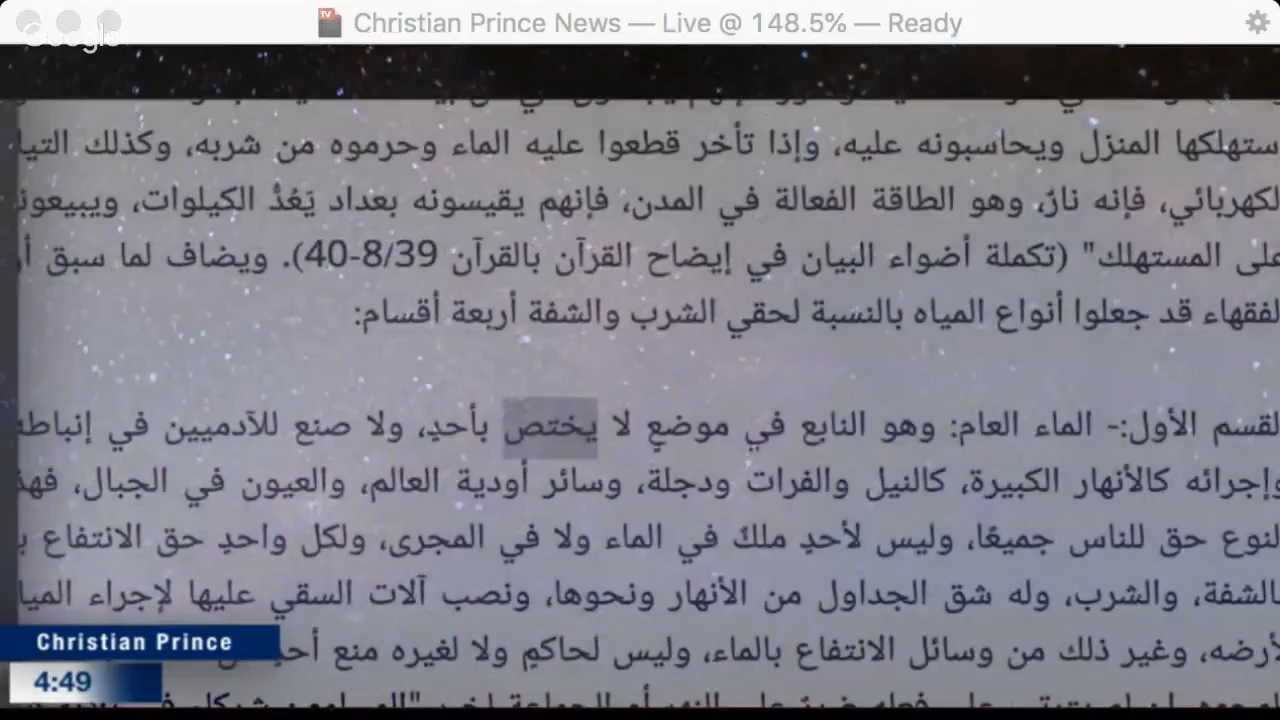 Christian Prince News — Live @ 148.5% — Ready
Google
ستهلكها المنزل ويحاسبونه عليه، وإذا تأخر قطعوا عليه الماء وحرموه من شربه، وكذلك التيا
لكهربائي، فإنه نارٌ، وهو الطاقة الفعالة في المدن، فإنهم يقيسونه بعداد يَعُدُّ الكيلوات، ويبيعون
على المستهلك" (تكملة أضواء البيان في إيضاح القرآن بالقرآن 8/39-40). ويضاف لما سبق أ
لفقهاء قد جعلوا أنواع المياه بالنسبة لحقي الشرب والشفة أربعة أقسام:
لقسم الأول:- الماء العام: وهو النابع في موضعٍ لا يختص بأحدٍ، ولا صنع للآدميين في إنباطه
وإجرائه كالأنهار الكبيرة، كالنيل والفرات ودجلة، وسائر أودية العالم، والعيون في الجبال، فهذ
لنوع حق للناس جميعًا، وليس لأحدٍ ملكٌ في الماء ولا في المجرى، ولكل واحدٍ حق الانتفاع ب
بالشفة، والشرب، وله شق الجداول من الأنهار ونحوها، ونصب آلات السقي عليها لإجراء الميا
لأرضه، وغير ذلك من وسائل الانتفاع بالماء، وليس لحاكمٍ ولا لغيره منع أحد
Christian Prince
4:49